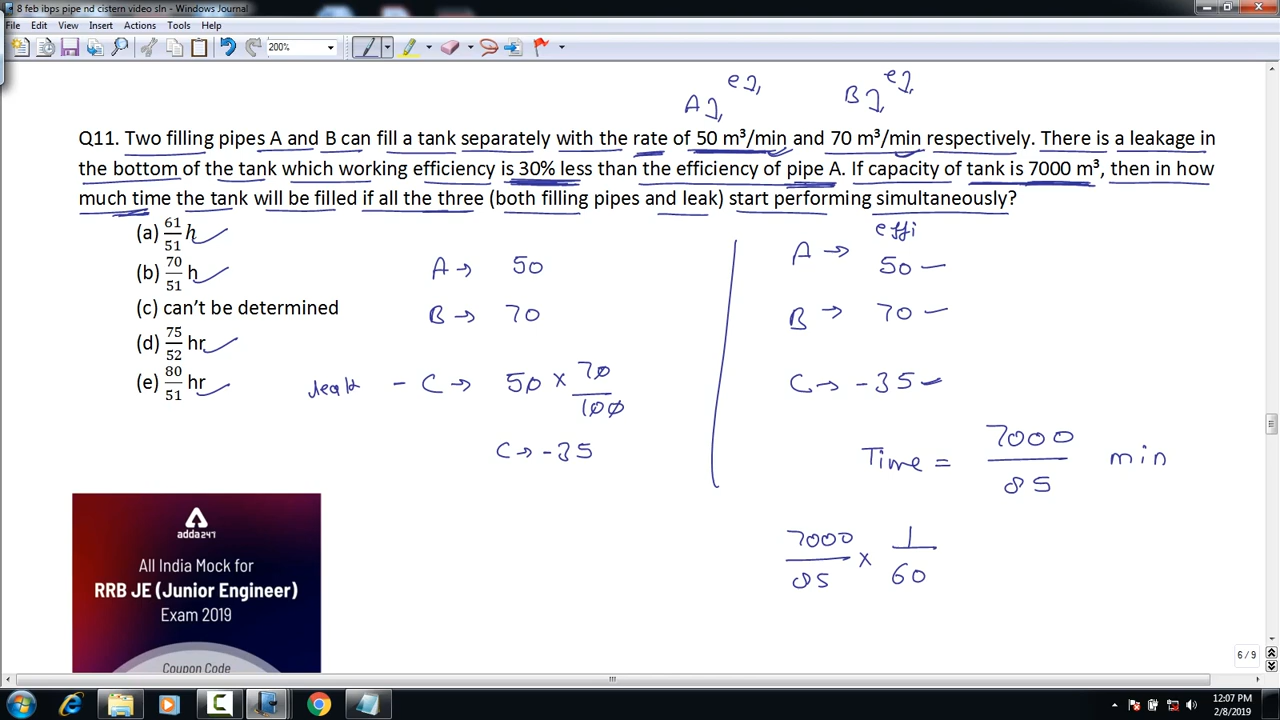 8 feb ibps pipe nd cistern video sln - Windows Journal
File Edit View Insert Actions Tools Help
200%
A e
B e
Q11. Two filling pipes A and B can fill a tank separately with the rate of 50 m³/min and 70 m³/min respectively. There is a leakage in
the bottom of the tank which working efficiency is 30% less than the efficiency of pipe A. If capacity of tank is 7000 m³, then in how
much time the tank will be filled if all the three (both filling pipes and leak) start performing simultaneously?
(a) 61/51 h
(b) 70/51 h
(c) can't be determined
(d) 75/52 hr
(e) 80/51 hr
A → 50
B → 70
leak - C → 50 × 70/100
C → -35
effi
A → 50
B → 70
C → -35
Time = 7000/85 min
7000/85 × 1/60
adda247
All India Mock for
RRB JE (Junior Engineer)
Exam 2019
Coupon Code
6 / 9
12:07 PM
2/8/2019